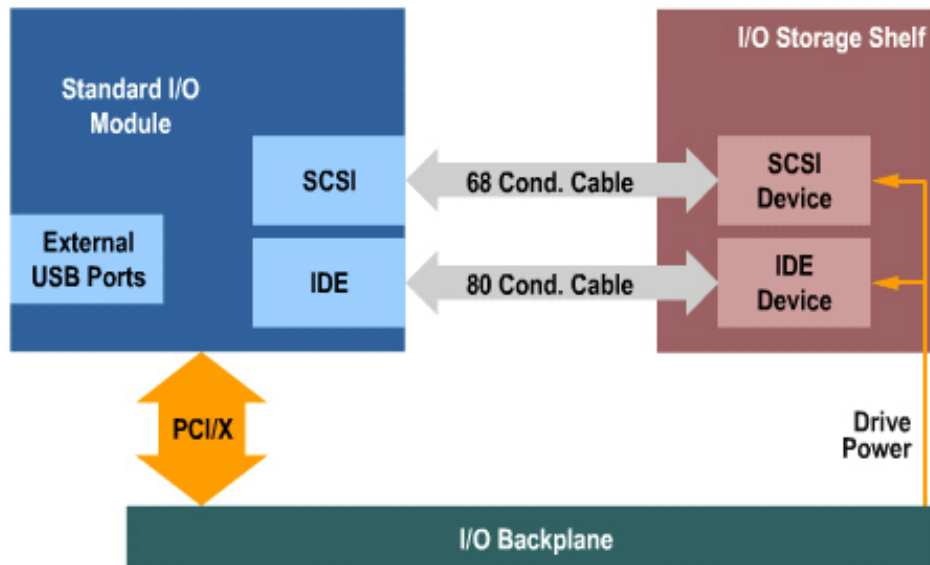 Standard I/O
Module
I/O Storage Shelf
SCSI
68 Cond. Cable
SCSI
Device
External
USB Ports
IDE
80 Cond. Cable
IDE
Device
PCI/X
Drive
Power
I/O Backplane